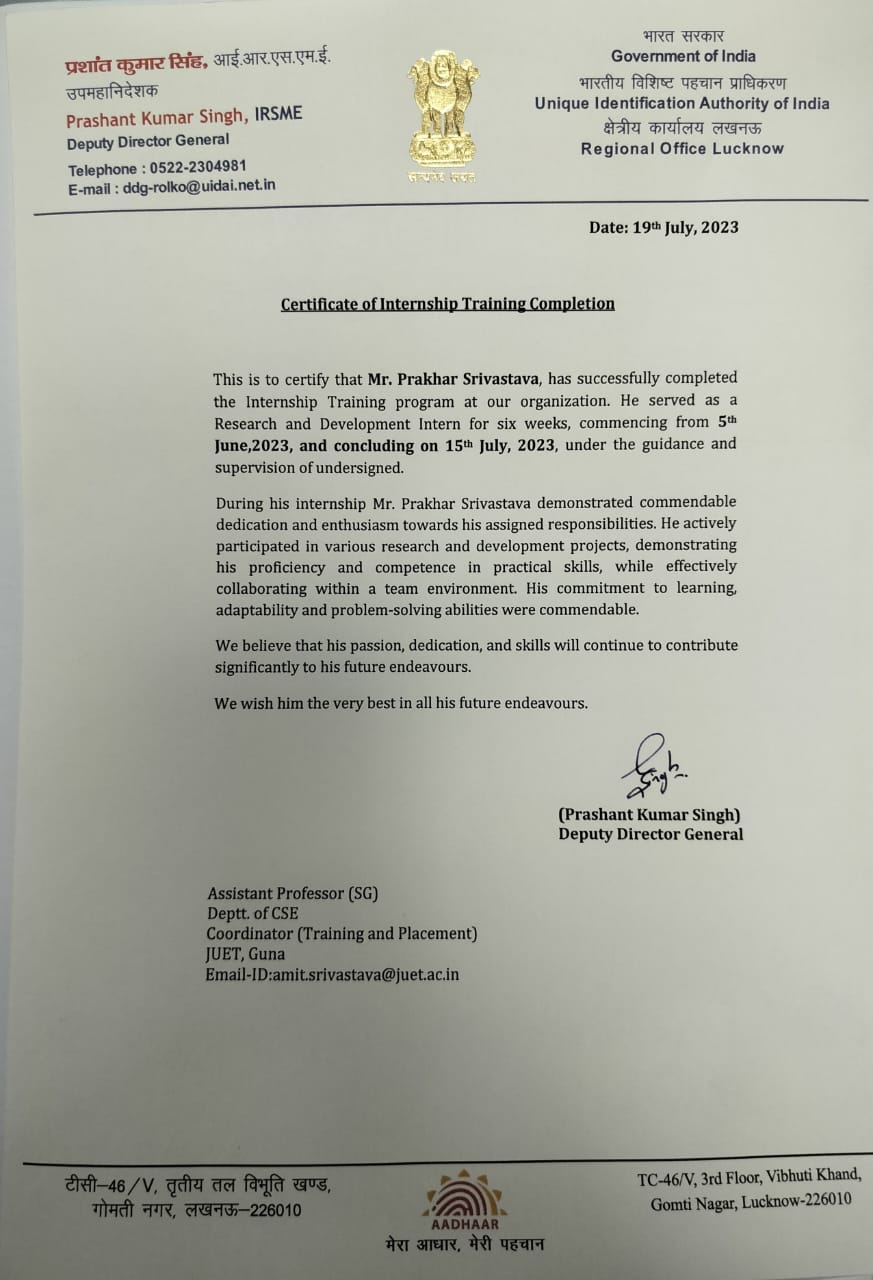 प्रशांत कुमार सिंह, आई.आर.एस.एम.ई.
उपमहानिदेशक
Prashant Kumar Singh, IRSME
Deputy Director General
Telephone : 0522-2304981
E-mail : ddg-rolko@uidai.net.in
सत्यमेव जयते
भारत सरकार
Government of India
भारतीय विशिष्ट पहचान प्राधिकरण
Unique Identification Authority of India
क्षेत्रीय कार्यालय लखनऊ
Regional Office Lucknow
Date: 19th July, 2023
Certificate of Internship Training Completion
This is to certify that Mr. Prakhar Srivastava, has successfully completed
the Internship Training program at our organization. He served as a
Research and Development Intern for six weeks, commencing from 5th
June,2023, and concluding on 15th July, 2023, under the guidance and
supervision of undersigned.
During his internship Mr. Prakhar Srivastava demonstrated commendable
dedication and enthusiasm towards his assigned responsibilities. He actively
participated in various research and development projects, demonstrating
his proficiency and competence in practical skills, while effectively
collaborating within a team environment. His commitment to learning,
adaptability and problem-solving abilities were commendable.
We believe that his passion, dedication, and skills will continue to contribute
significantly to his future endeavours.
We wish him the very best in all his future endeavours.
Singh
(Prashant Kumar Singh)
Deputy Director General
Assistant Professor (SG)
Deptt. of CSE
Coordinator (Training and Placement)
JUET, Guna
Email-ID:amit.srivastava@juet.ac.in
टीसी–46/V, तृतीय तल विभूति खण्ड,
गोमती नगर, लखनऊ–226010
AADHAAR
मेरा आधार, मेरी पहचान
TC-46/V, 3rd Floor, Vibhuti Khand,
Gomti Nagar, Lucknow-226010